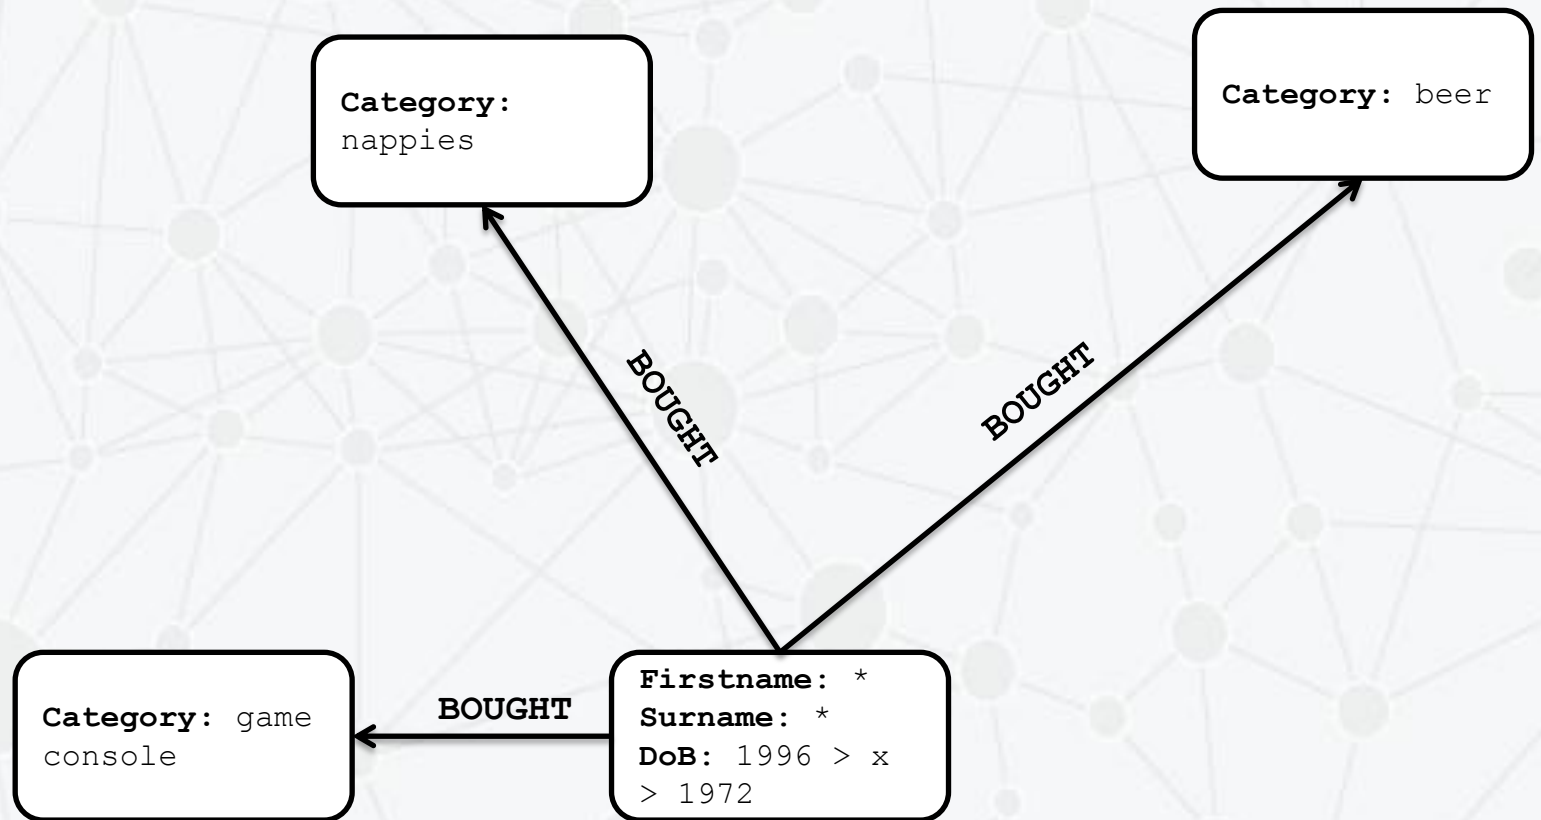 Category:
nappies
Category: beer
BOUGHT
BOUGHT
Category: game
console
BOUGHT
Firstname: *
Surname: *
DoB: 1996 > x
> 1972